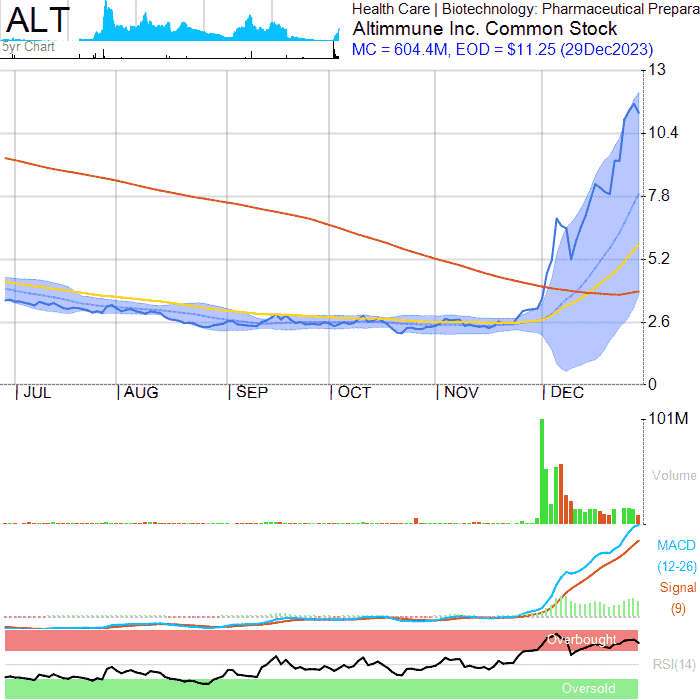 ALT
5yr Chart
Health Care | Biotechnology: Pharmaceutical Prepara
Altimmune Inc. Common Stock
MC = 604.4M, EOD = $11.25 (29Dec2023)
13
10.4
7.8
5.2
2.6
0
JUL AUG SEP OCT NOV DEC
101M
Volume
MACD
(12-26)
Signal
(9)
Overbought
RSI(14)
Oversold